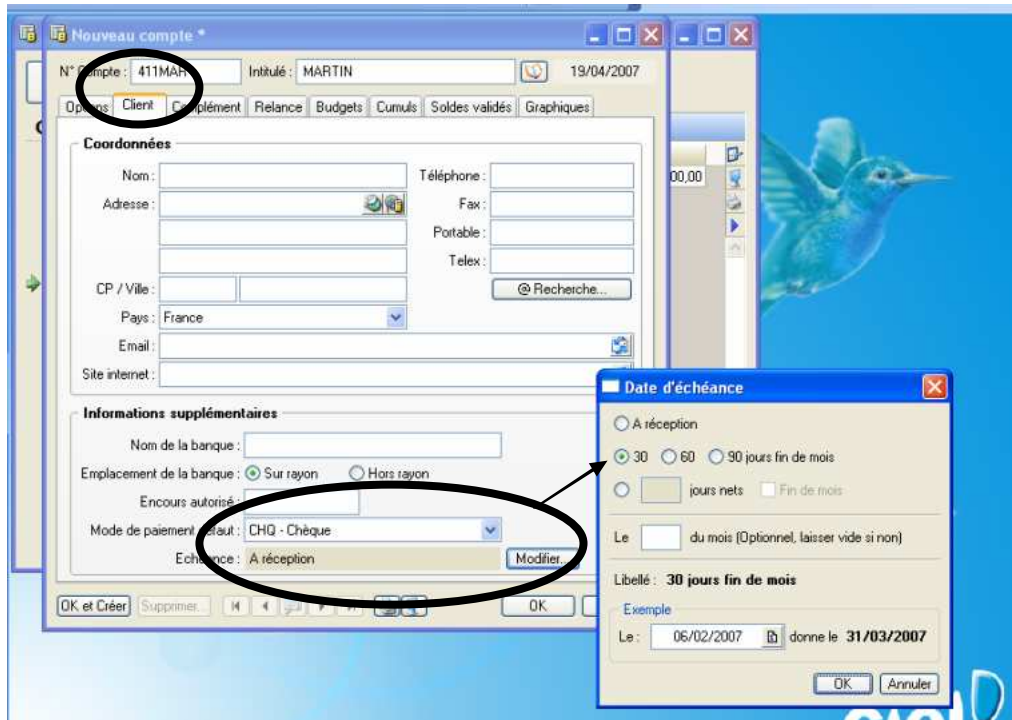 Nouveau compte *
N° Compte : 411MAR Intitulé : MARTIN 19/04/2007
Options Client Complément Relance Budgets Cumuls Soldes validés Graphiques
Coordonnées
Nom : Téléphone :
00,00
Adresse : Fax :
Portable :
Telex :
CP / Ville : @ Recherche...
Pays : France
Email :
Site internet :
Informations supplémentaires
Nom de la banque :
Emplacement de la banque : Sur rayon Hors rayon
Encours autorisé :
Mode de paiement défaut : CHQ - Chèque
Echéance : A réception Modifier...
OK et Créer Supprimer... OK
Date d'échéance
A réception
30 60 90 jours fin de mois
jours nets Fin de mois
Le du mois (Optionnel, laisser vide si non)
Libellé : 30 jours fin de mois
Exemple
Le : 06/02/2007 donne le 31/03/2007
OK Annuler